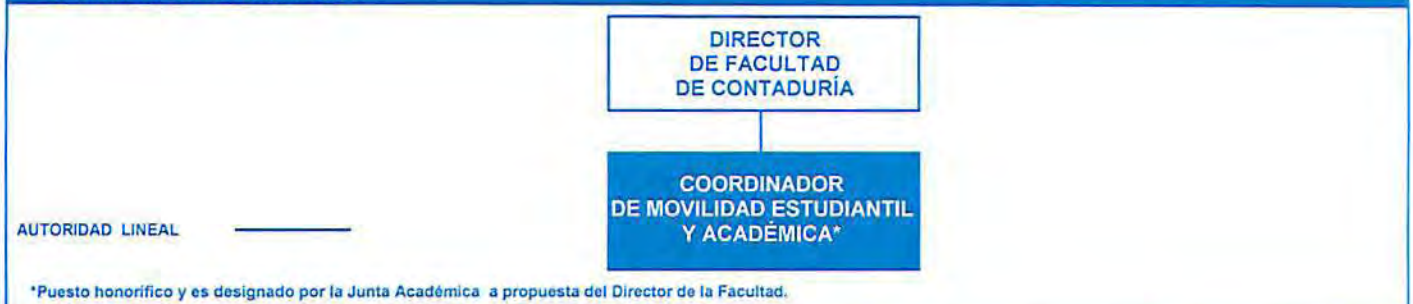 DIRECTOR
DE FACULTAD
DE CONTADURÍA
COORDINADOR
DE MOVILIDAD ESTUDIANTIL
Y ACADÉMICA*
AUTORIDAD LINEAL
*Puesto honorífico y es designado por la Junta Académica a propuesta del Director de la Facultad.